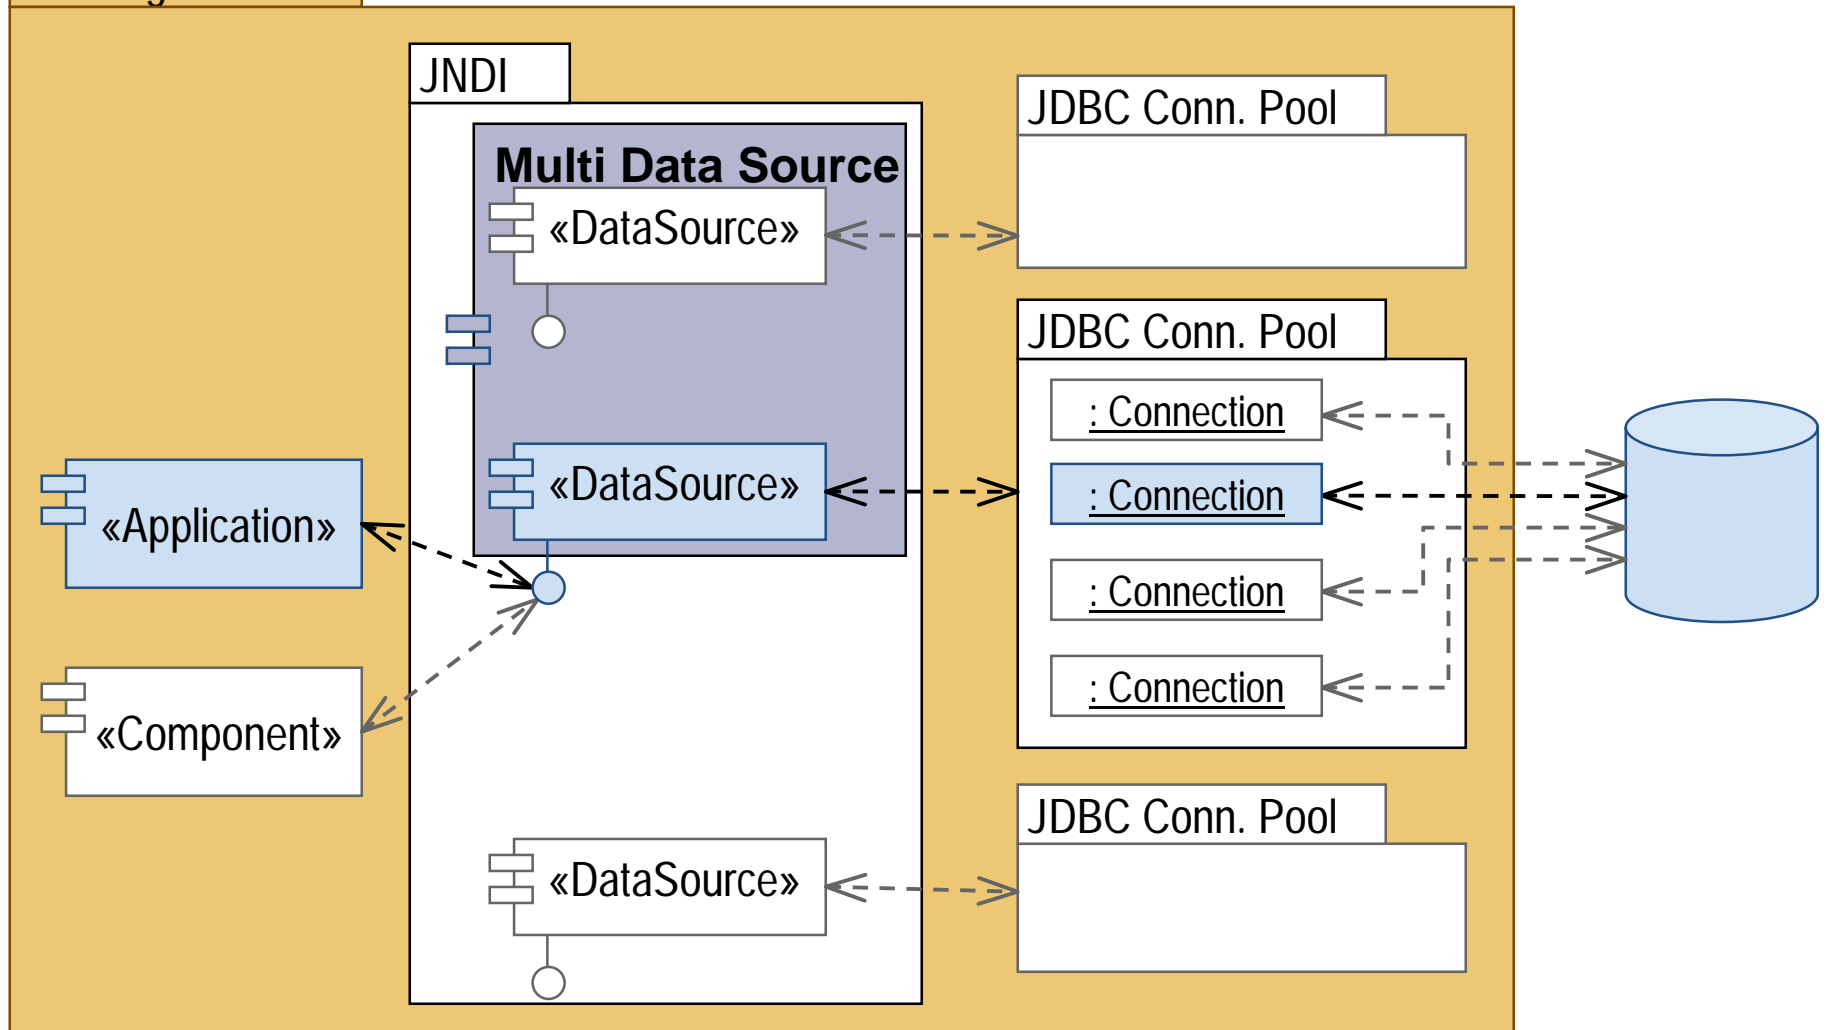 JNDI
JDBC Conn. Pool
Multi Data Source
«DataSource»
JDBC Conn. Pool
: Connection
«DataSource»
: Connection
«Application»
: Connection
: Connection
«Component»
JDBC Conn. Pool
«DataSource»